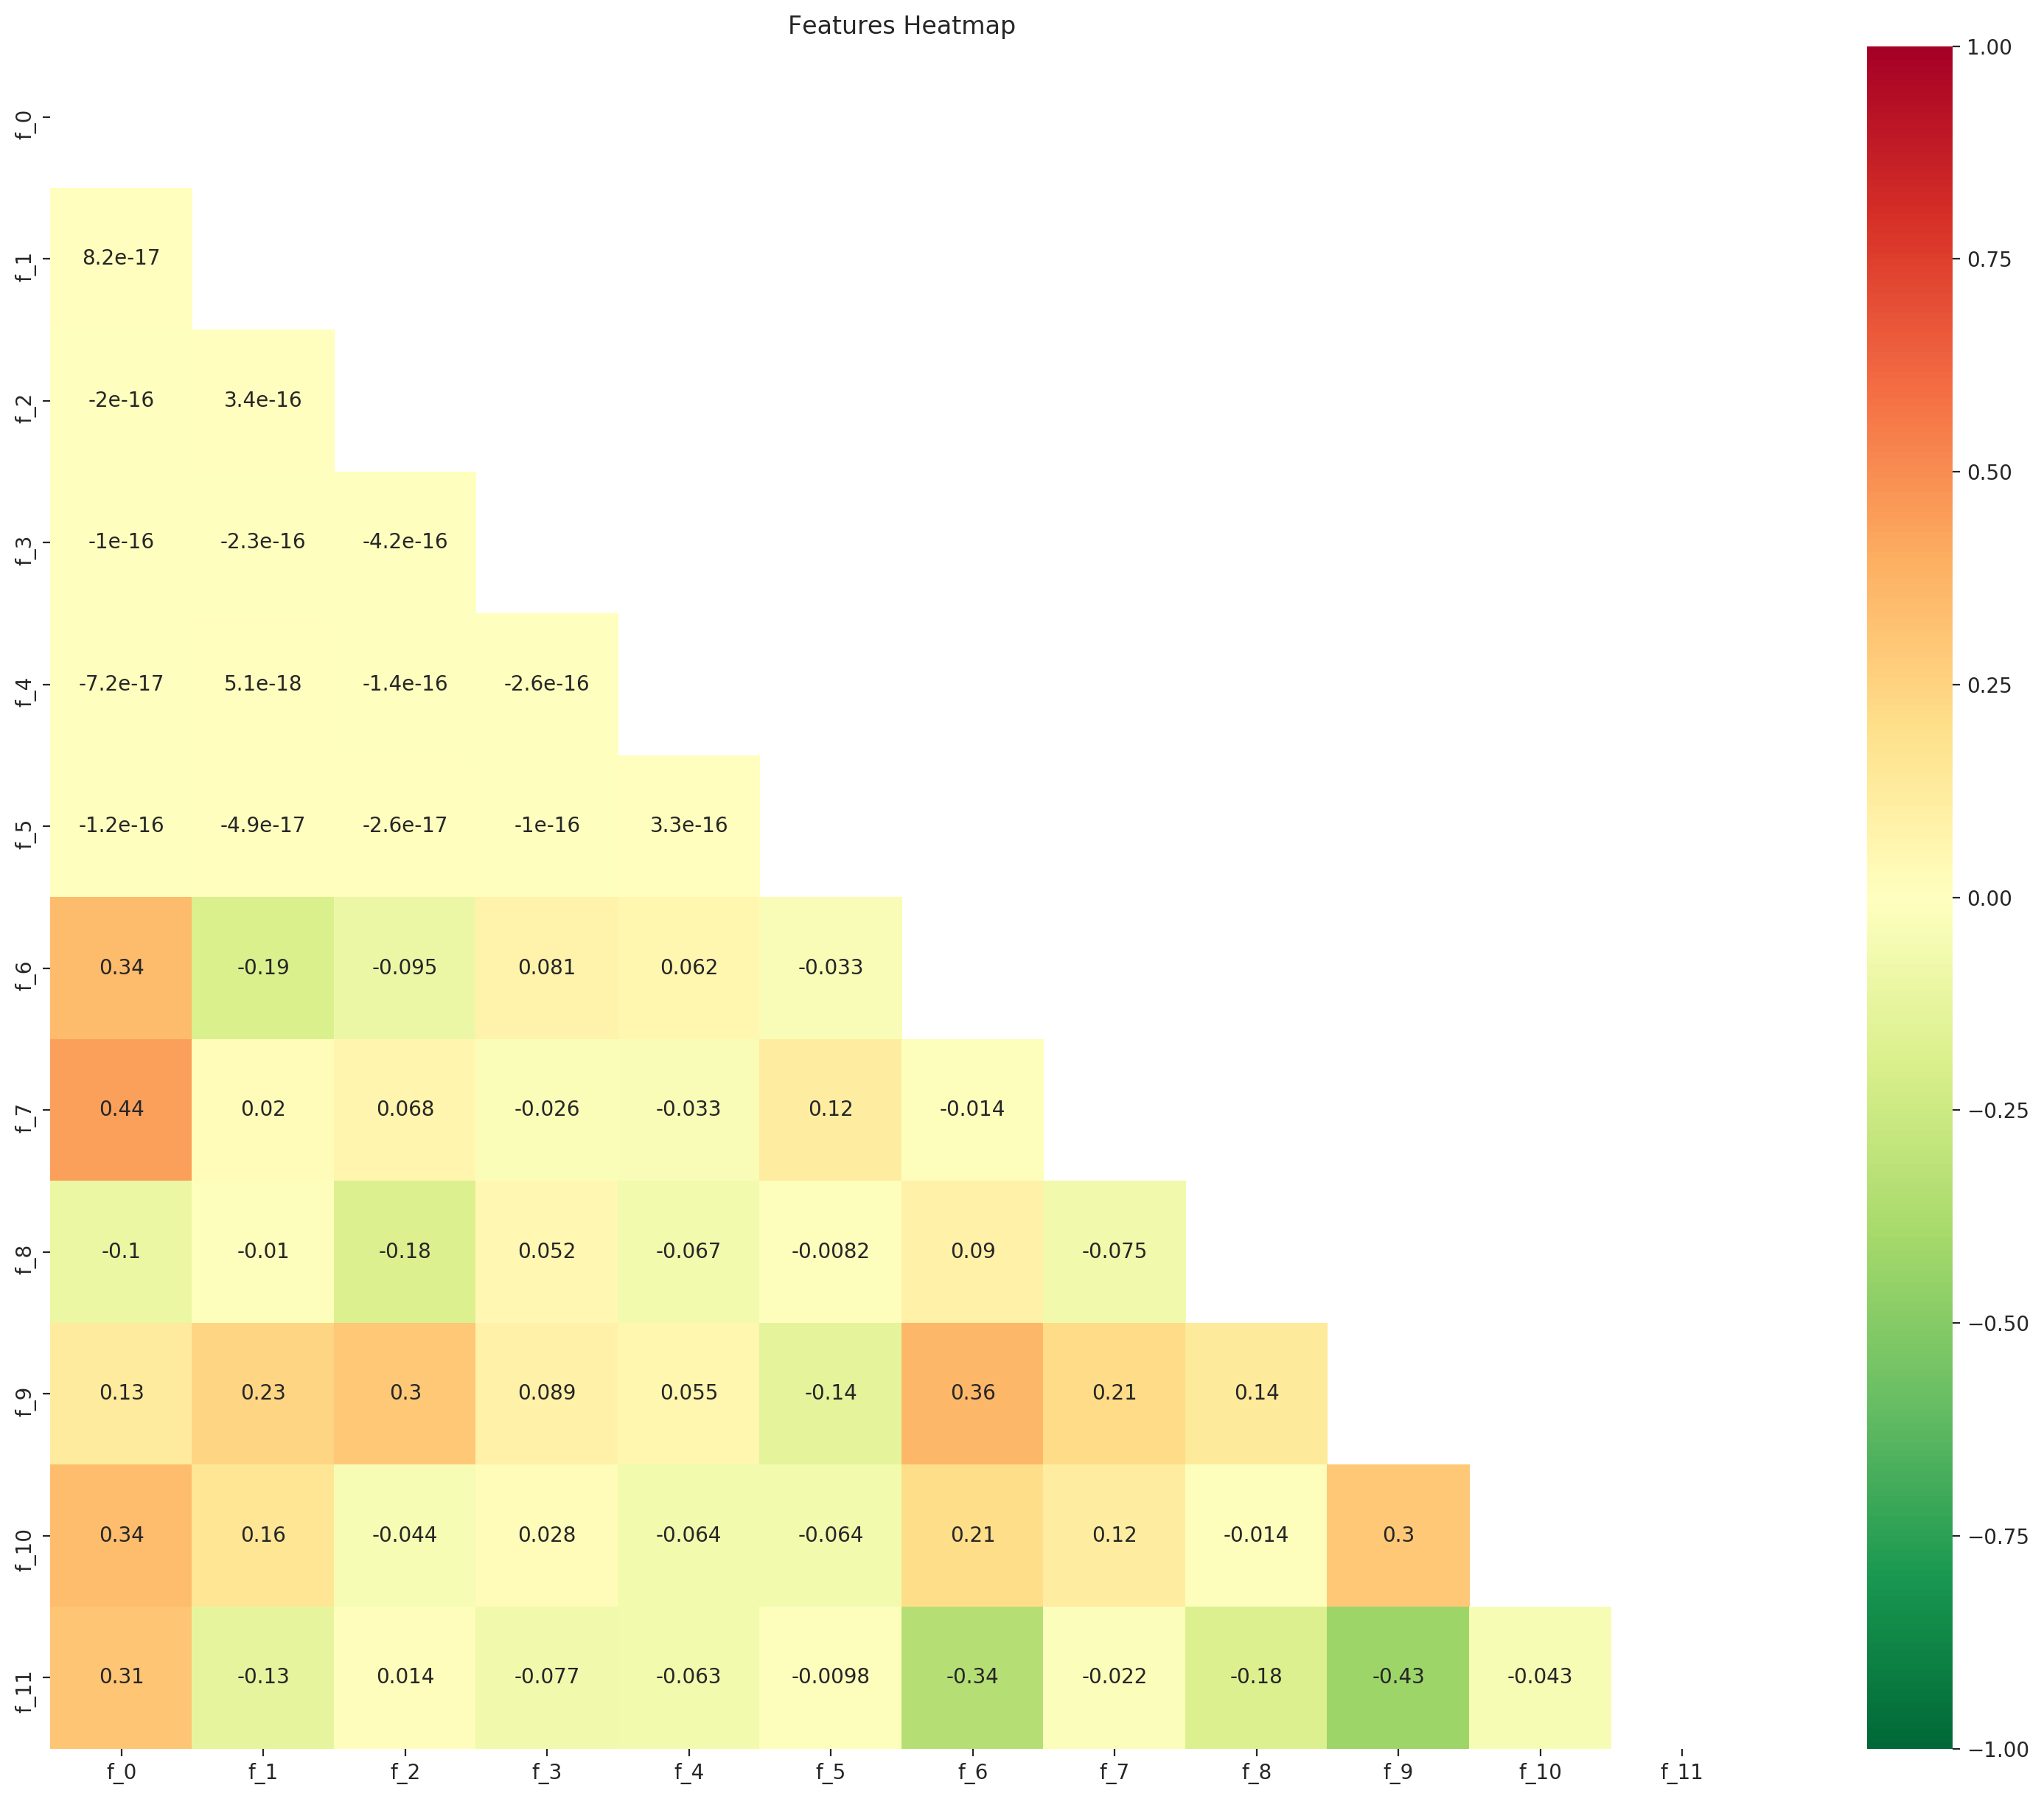 Features Heatmap
1.00
f_0
f_1 8.2e-17
0.75
f_2 -2e-16 3.4e-16
0.50
f_3 -1e-16 -2.3e-16 -4.2e-16
f_4 -7.2e-17 5.1e-18 -1.4e-16 -2.6e-16
0.25
f_5 -1.2e-16 -4.9e-17 -2.6e-17 -1e-16 3.3e-16
0.00
f_6 0.34 -0.19 -0.095 0.081 0.062 -0.033
f_7 0.44 0.02 0.068 -0.026 -0.033 0.12 -0.014
−0.25
f_8 -0.1 -0.01 -0.18 0.052 -0.067 -0.0082 0.09 -0.075
−0.50
f_9 0.13 0.23 0.3 0.089 0.055 -0.14 0.36 0.21 0.14
f_10 0.34 0.16 -0.044 0.028 -0.064 -0.064 0.21 0.12 -0.014 0.3
−0.75
f_11 0.31 -0.13 0.014 -0.077 -0.063 -0.0098 -0.34 -0.022 -0.18 -0.43 -0.043
−1.00
f_0 f_1 f_2 f_3 f_4 f_5 f_6 f_7 f_8 f_9 f_10 f_11